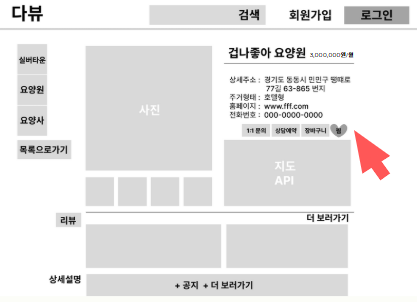 다뷰
검색
회원가입
로그인
실버타운
요양원
요양사
목록으로가기
사진
겁나좋아 요양원 3,000,000원/월
상세주소 : 경기도 동동시 민민구 땡때로
77길 63-865 번지
주거형태 : 호텔형
홈페이지 : www.fff.com
전화번호 : 000-0000-0000
1:1 문의
상담예약
장바구니
찜
지도
API
리뷰
더 보러가기
상세설명
+ 공지 + 더 보러가기